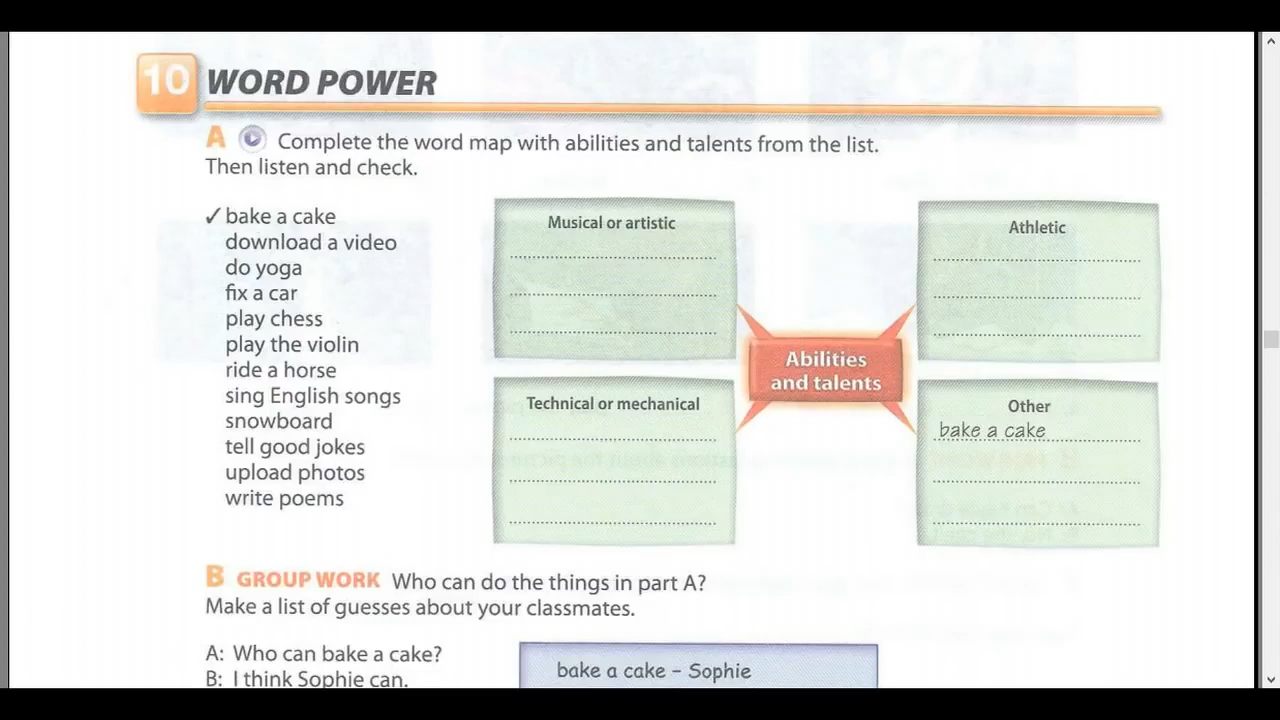 10 WORD POWER
A Complete the word map with abilities and talents from the list.
Then listen and check.
✓ bake a cake
download a video
do yoga
fix a car
play chess
play the violin
ride a horse
sing English songs
snowboard
tell good jokes
upload photos
write poems
Musical or artistic
Athletic
Abilities
and talents
Technical or mechanical
Other
bake a cake
B GROUP WORK Who can do the things in part A?
Make a list of guesses about your classmates.
A: Who can bake a cake?
B: I think Sophie can.
bake a cake – Sophie